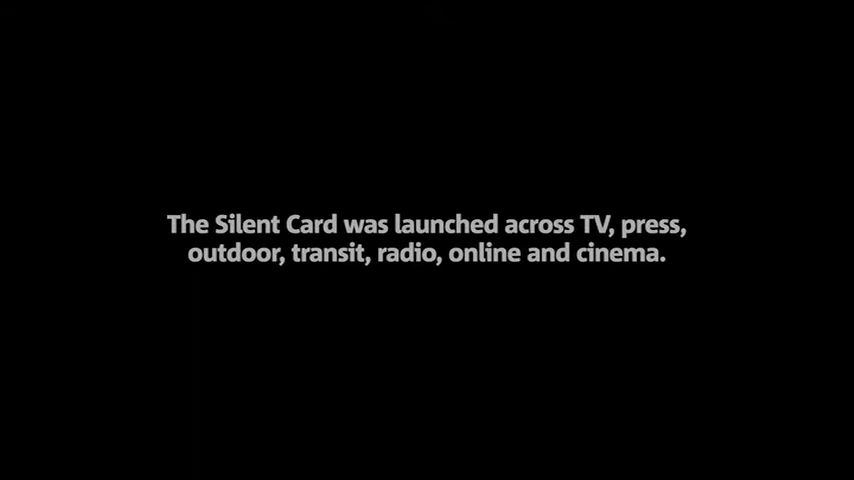 The Silent Card was launched across TV, press,
outdoor, transit, radio, online and cinema.